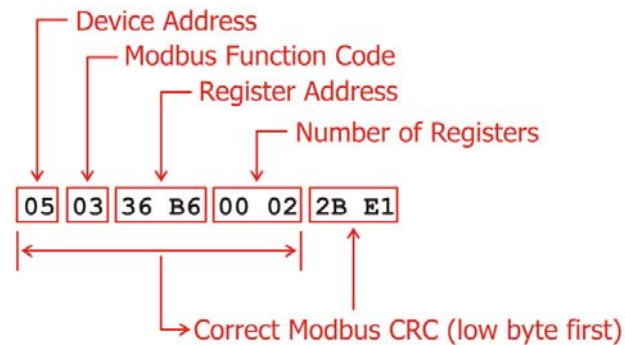 Device Address
Modbus Function Code
Register Address
Number of Registers
05 03 36 B6 00 02 2B E1
Correct Modbus CRC (low byte first)